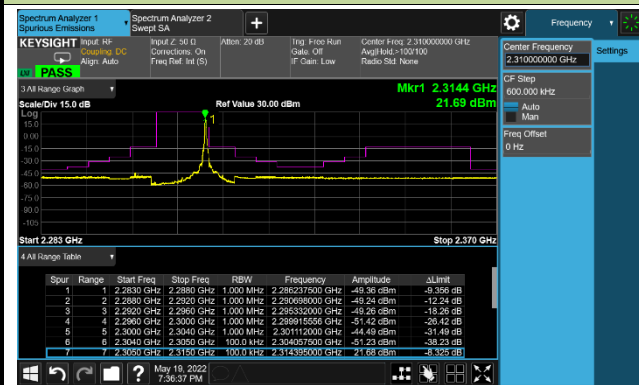 Spectrum Analyzer 1
Spurious Emissions
Spectrum Analyzer 2
Swept SA
Frequency
KEYSIGHT
Input: RF
Coupling: DC
Align: Auto
Input Z: 50 Ω
Corrections: On
Freq Ref: Int (S)
Atten: 20 dB
Trig: Free Run
Gate: Off
IF Gain: Low
Center Freq: 2.310000000 GHz
Avg|Hold:>100/100
Radio Std: None
PASS
Center Frequency
2.310000000 GHz
Settings
CF Step
600.000 kHz
Auto
Man
Freq Offset
0 Hz
3 All Range Graph
Mkr1 2.3144 GHz
Scale/Div 15.0 dB
Ref Value 30.00 dBm
21.69 dBm
Log
15.0
0.00
-15.0
-30.0
-45.0
-60.0
-75.0
-90.0
-105
1
Start 2.283 GHz
Stop 2.370 GHz
4 All Range Table
Spur Range Start Freq Stop Freq RBW Frequency Amplitude ΔLimit
1 1 2.2830 GHz 2.2880 GHz 1.000 MHz 2.286237500 GHz -49.36 dBm -9.356 dB
2 2 2.2880 GHz 2.2920 GHz 1.000 MHz 2.290698000 GHz -49.24 dBm -12.24 dB
3 3 2.2920 GHz 2.2960 GHz 1.000 MHz 2.295332000 GHz -49.26 dBm -18.26 dB
4 4 2.2960 GHz 2.3000 GHz 1.000 MHz 2.299915556 GHz -51.42 dBm -26.42 dB
5 5 2.3000 GHz 2.3040 GHz 1.000 MHz 2.301112000 GHz -44.49 dBm -31.49 dB
6 6 2.3040 GHz 2.3050 GHz 100.0 kHz 2.304057500 GHz -51.23 dBm -38.23 dB
7 7 2.3050 GHz 2.3150 GHz 100.0 kHz 2.314395000 GHz 21.68 dBm -8.325 dB
May 19, 2022
7:36:37 PM